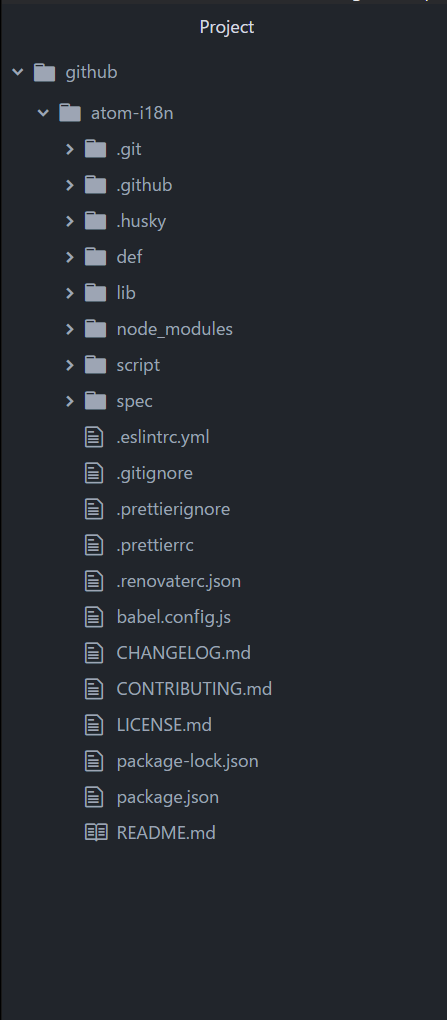 Project
github
atom-i18n
.git
.github
.husky
def
lib
node_modules
script
spec
.eslintrc.yml
.gitignore
.prettierignore
.prettierrc
.renovaterc.json
babel.config.js
CHANGELOG.md
CONTRIBUTING.md
LICENSE.md
package-lock.json
package.json
README.md